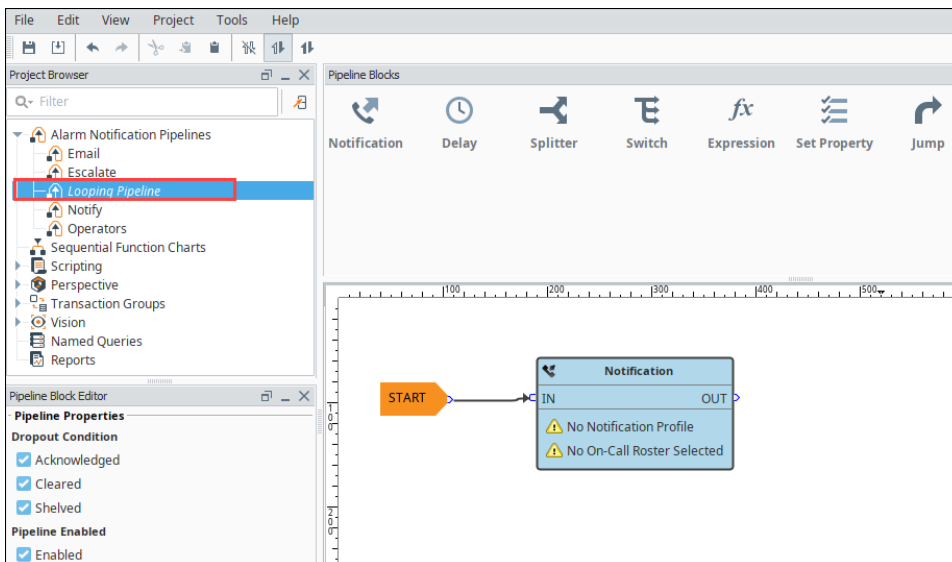 File Edit View Project Tools Help
Project Browser
Filter
Alarm Notification Pipelines
Email
Escalate
Looping Pipeline
Notify
Operators
Sequential Function Charts
Scripting
Perspective
Transaction Groups
Vision
Named Queries
Reports
Pipeline Block Editor
Pipeline Properties
Dropout Condition
Acknowledged
Cleared
Shelved
Pipeline Enabled
Enabled
Pipeline Blocks
Notification Delay Splitter Switch fx Expression Set Property Jump
100 200 300 400 500
100
200
START
Notification
IN OUT
No Notification Profile
No On-Call Roster Selected